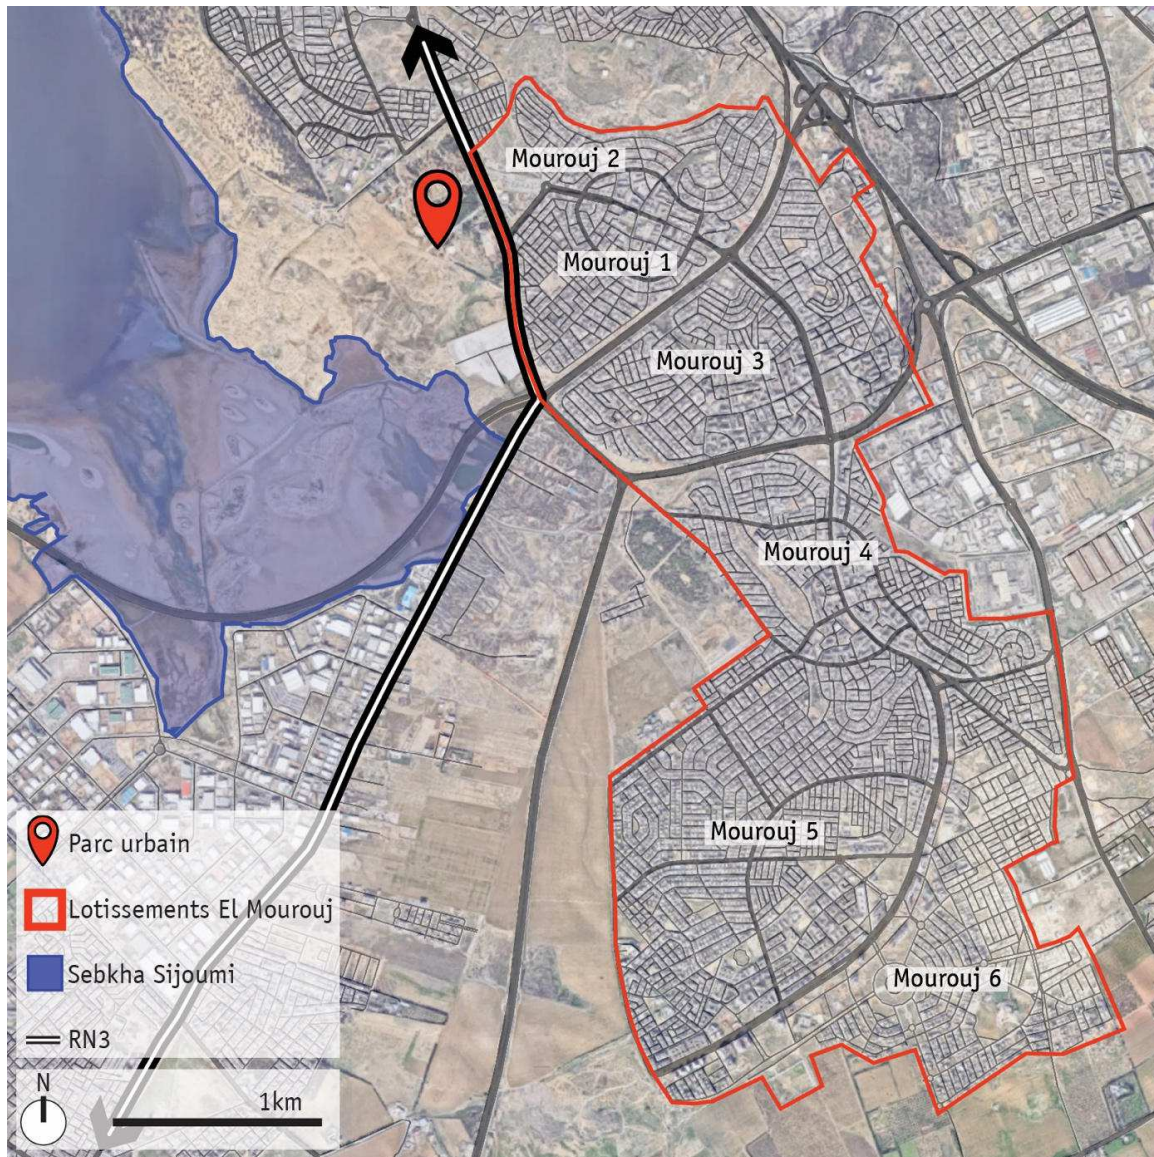 Mourouj 2
Mourouj 1
Mourouj 3
Mourouj 4
Mourouj 5
Mourouj 6
Parc urbain
Lotissements El Mourouj
Sebkha Sijoumi
RN3
N
1km